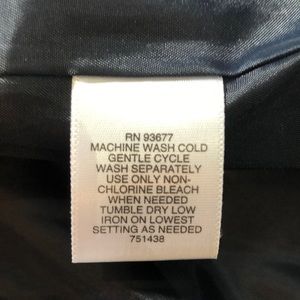 RN 93677
MACHINE WASH COLD
GENTLE CYCLE
WASH SEPARATELY
USE ONLY NON-
CHLORINE BLEACH
WHEN NEEDED
TUMBLE DRY LOW
IRON ON LOWEST
SETTING AS NEEDED
751438